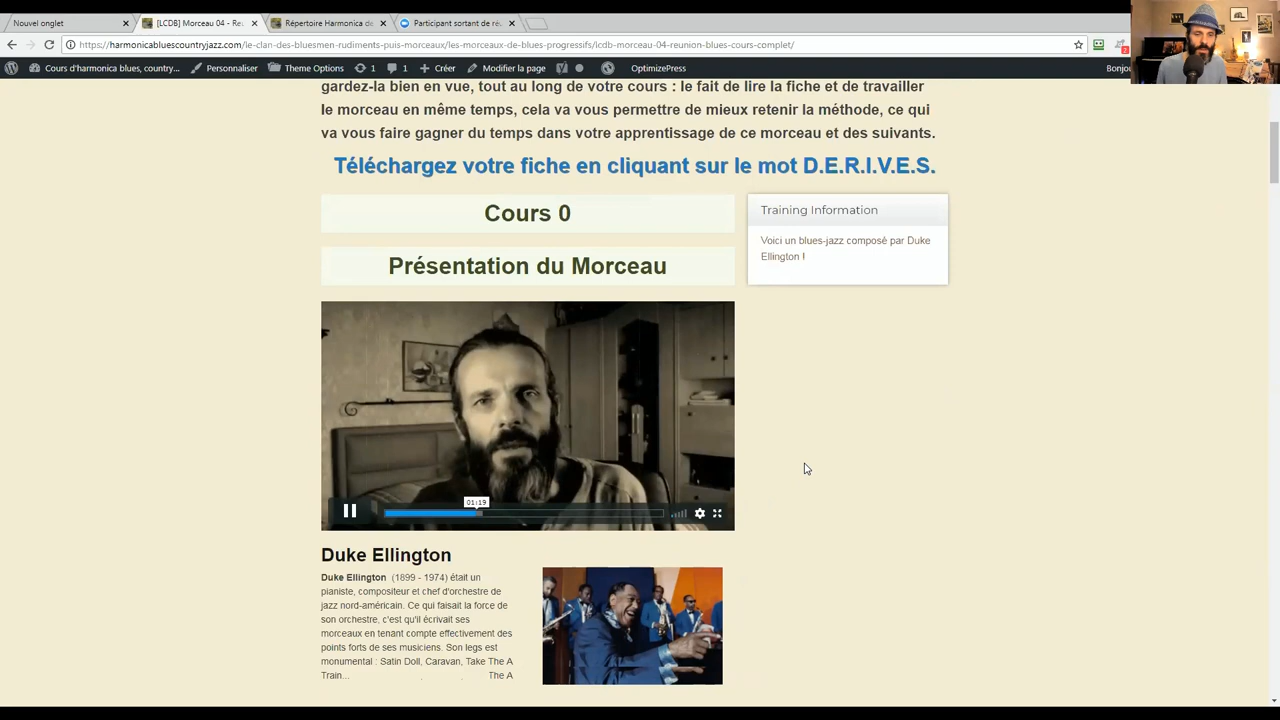 Nouvel onglet
[LCDB] Morceau 04 - Re
Répertoire Harmonica de
Participant sortant de ré
https://harmonicabluescountryjazz.com/le-clan-des-bluesmen-rudiments-puis-morceaux/les-morceaux-de-blues-progressifs/lcdb-morceau-04-reunion-blues-cours-complet/
2
Cours d'harmonica blues, country... Personnaliser Theme Options 1 1 Créer Modifier la page OptimizePress Bonjo
gardez-la bien en vue, tout au long de votre cours : le fait de lire la fiche et de travailler
le morceau en même temps, cela va vous permettre de mieux retenir la méthode, ce qui
va vous faire gagner du temps dans votre apprentissage de ce morceau et des suivants.
Téléchargez votre fiche en cliquant sur le mot D.E.R.I.V.E.S.
Cours 0
Présentation du Morceau
Training Information
Voici un blues-jazz composé par Duke
Ellington !
01:19
Duke Ellington
Duke Ellington (1899 - 1974) était un
pianiste, compositeur et chef d'orchestre de
jazz nord-américain. Ce qui faisait la force de
son orchestre, c'est qu'il écrivait ses
morceaux en tenant compte effectivement des
points forts de ses musiciens. Son legs est
monumental : Satin Doll, Caravan, Take The A
Train... The A